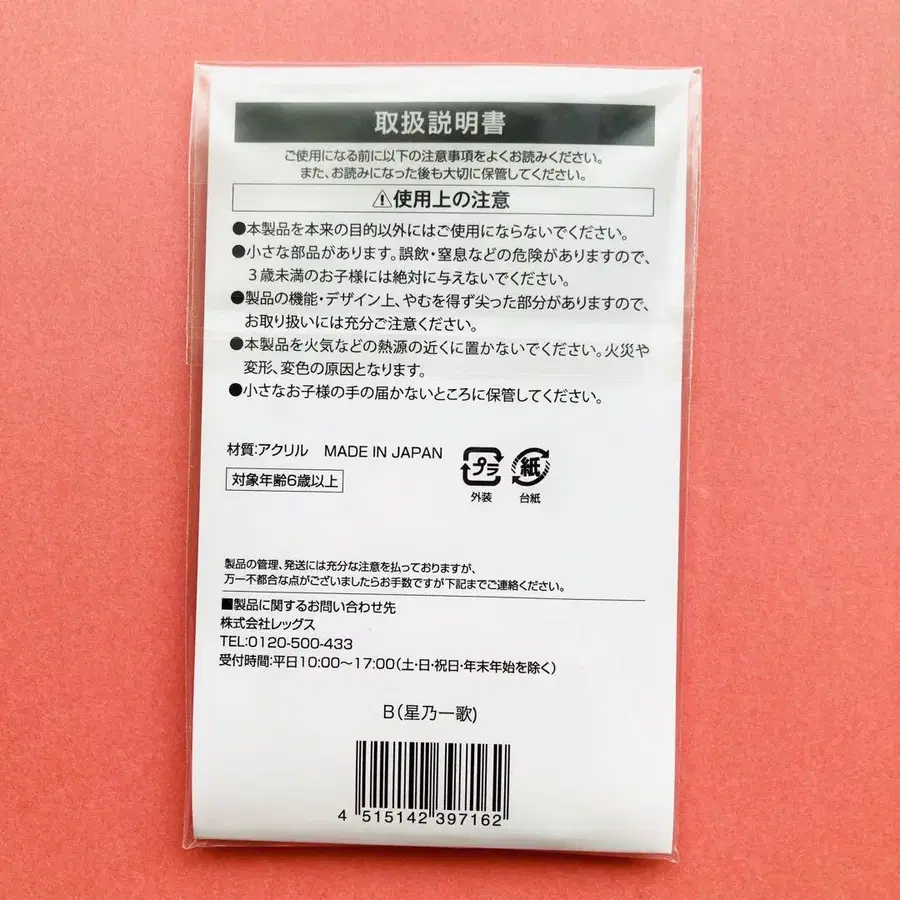 取扱説明書
ご使用になる前に以下の注意事項をよくお読みください。
また、お読みになった後も大切に保管してください。
⚠使用上の注意
●本製品を本来の目的以外にはご使用にならないでください。
●小さな部品があります。誤飲・窒息などの危険がありますので、
３歳未満のお子様には絶対に与えないでください。
●製品の機能・デザイン上、やむを得ず尖った部分がありますので、
お取り扱いには充分ご注意ください。
●本製品を火気などの熱源の近くに置かないでください。火災や
変形、変色の原因となります。
●小さなお子様の手の届かないところに保管してください。
材質:アクリル MADE IN JAPAN
対象年齢6歳以上
プラ 紙
外装 台紙
製品の管理、発送には充分な注意を払っておりますが、
万一不都合な点がございましたらお手数ですが下記までご連絡ください。
■製品に関するお問い合わせ先
株式会社レッグス
TEL:0120-500-433
受付時間:平日10:00～17:00(土・日・祝日・年末年始を除く)
B(星乃一歌)
4 515142 397162